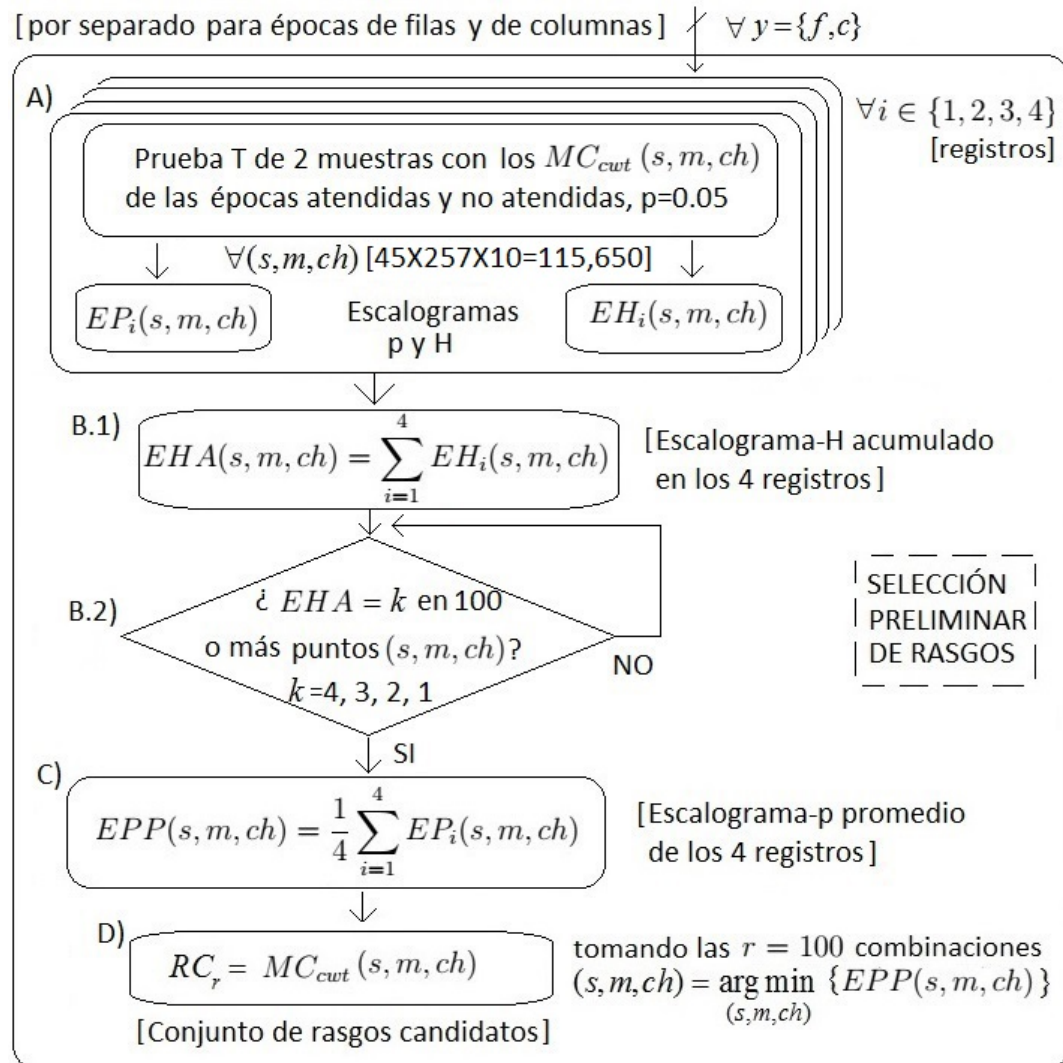 [por separado para épocas de filas y de columnas] ∀ y={f,c}
A)
∀i ∈ {1, 2, 3, 4}
[registros]
Prueba T de 2 muestras con los MC_cwt (s, m, ch)
de las épocas atendidas y no atendidas, p=0.05
∀(s,m,ch) [45X257X10=115,650]
EP_i(s, m, ch)
Escalogramas
p y H
EH_i(s, m, ch)
B.1)
EHA(s, m, ch) = ∑_{i=1}^{4} EH_i(s, m, ch)
[Escalograma-H acumulado
en los 4 registros]
B.2)
¿ EHA = k en 100
o más puntos (s, m, ch)?
k=4, 3, 2, 1
NO
SI
SELECCIÓN
PRELIMINAR
DE RASGOS
C)
EPP(s, m, ch) = 1/4 ∑_{i=1}^{4} EP_i(s, m, ch)
[Escalograma-p promedio
de los 4 registros]
D)
RC_r = MC_cwt (s, m, ch)
[Conjunto de rasgos candidatos]
tomando las r = 100 combinaciones
(s, m, ch) = arg min {EPP(s, m, ch)}
(s,m,ch)